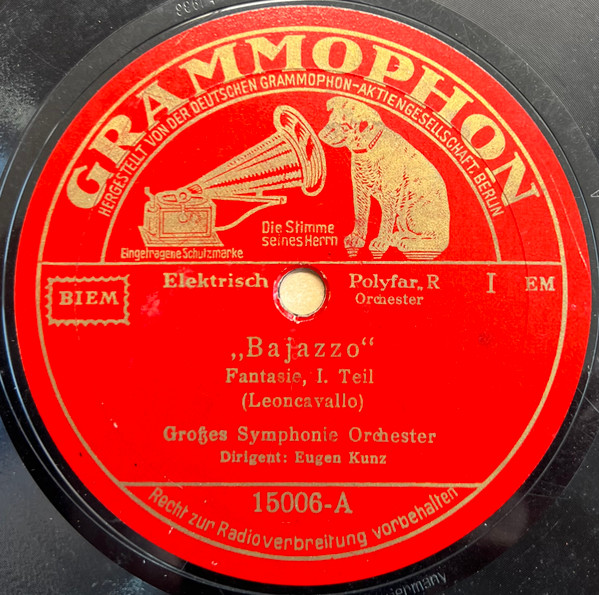 GRAMMOPHON
HERGESTELLT VON DER DEUTSCHEN GRAMMOPHON-AKTIENGESELLSCHAFT, BERLIN
Die Stimme
seines Herrn
Eingetragene Schutzmarke
BIEM
Elektrisch
Polyfar„R
Orchester
I EM
„Bajazzo“
Fantasie, I. Teil
(Leoncavallo)
Großes Symphonie Orchester
Dirigent: Eugen Kunz
15006-A
Recht zur Radioverbreitung vorbehalten